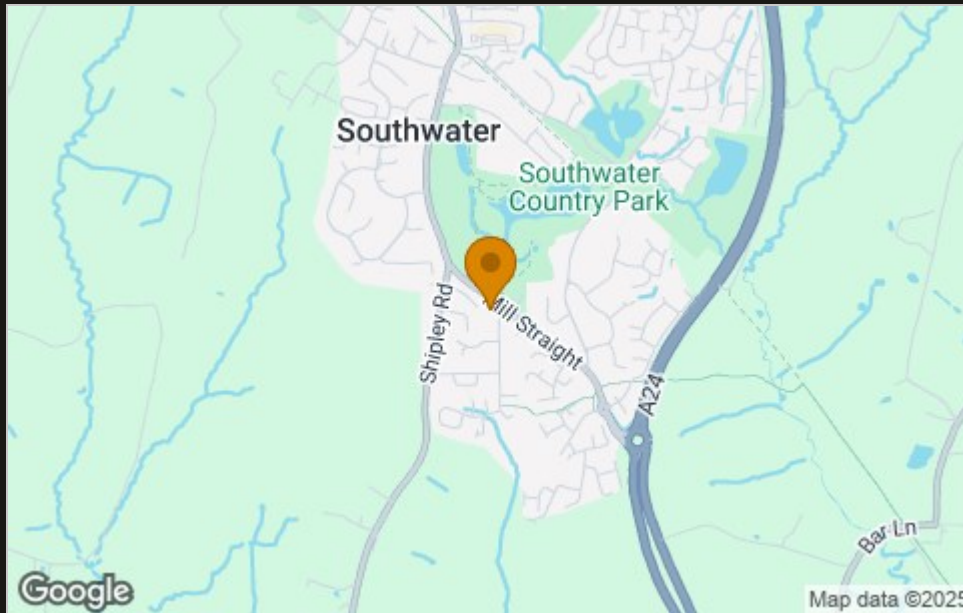 Southwater
Southwater
Country Park
Mill Straight
Shipley Rd
A24
Bar Ln
Google
Map data ©2025